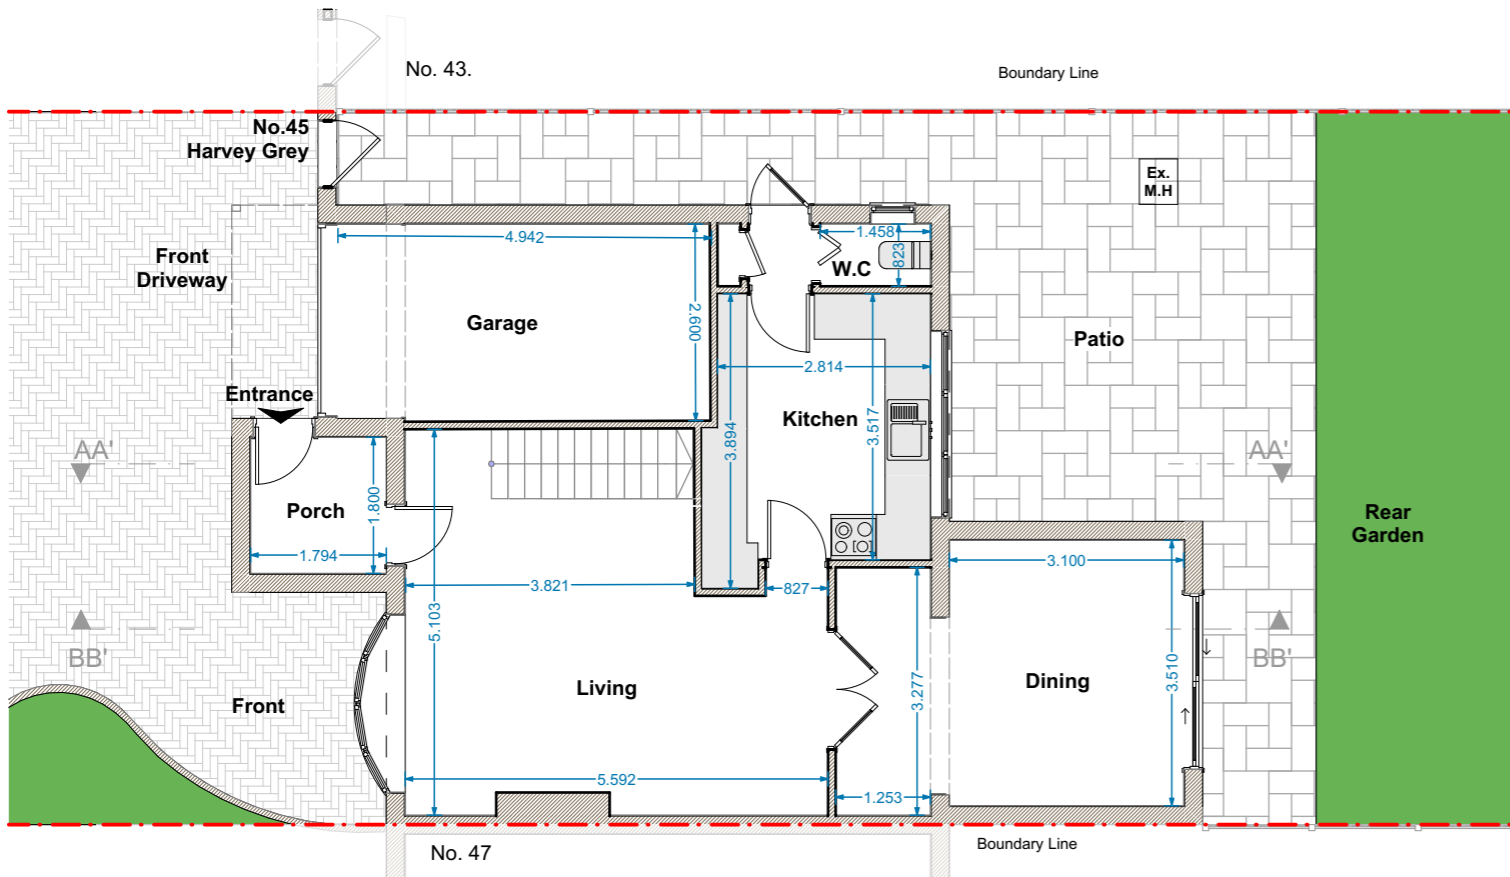 No. 43.
Boundary Line
No.45
Harvey Grey
Ex.
M.H
4.942
1.458
823
W.C
Front
Driveway
Garage
2.600
Patio
2.814
Entrance
Kitchen
3.517
3.894
AA'
AA'
Porch
1.800
1.794
Rear
Garden
3.821
827
3.100
5.103
BB'
BB'
Living
3.277
Dining
3.510
Front
5.592
1.253
No. 47
Boundary Line